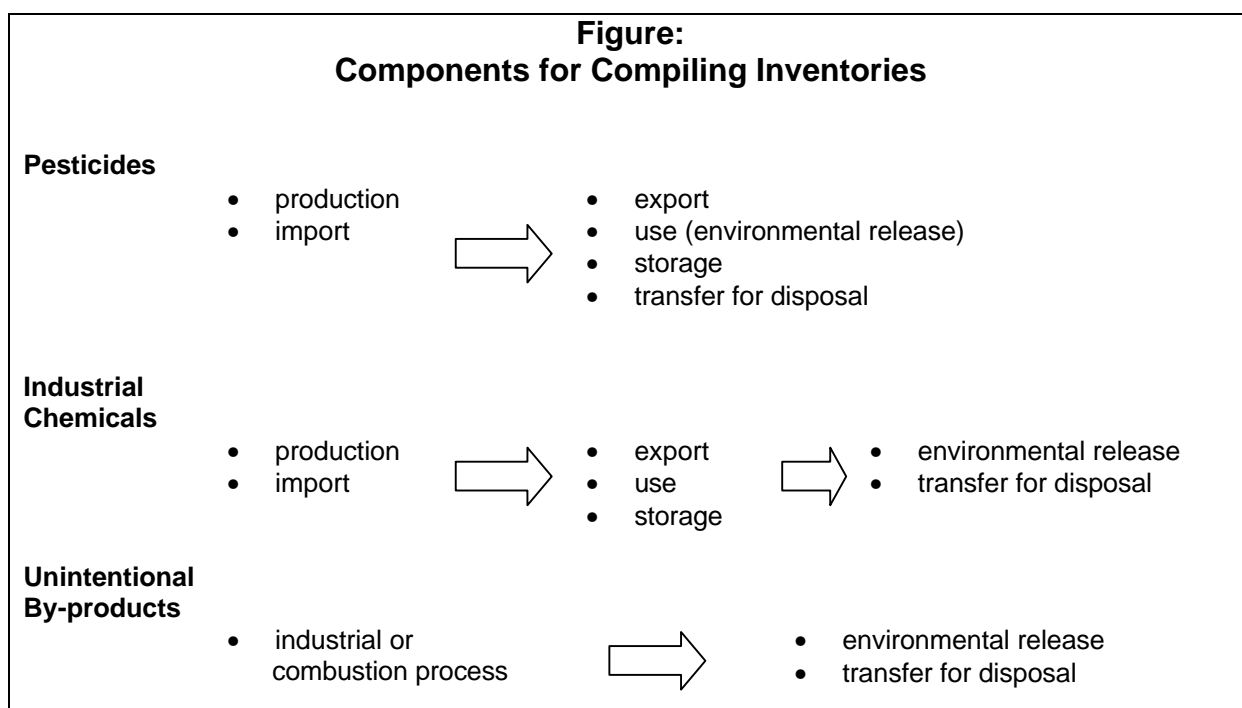 Figure:
Components for Compiling Inventories
Pesticides
• production
• import
• export
• use (environmental release)
• storage
• transfer for disposal
Industrial
Chemicals
• production
• import
• export
• use
• storage
• environmental release
• transfer for disposal
Unintentional
By-products
• industrial or
combustion process
• environmental release
• transfer for disposal